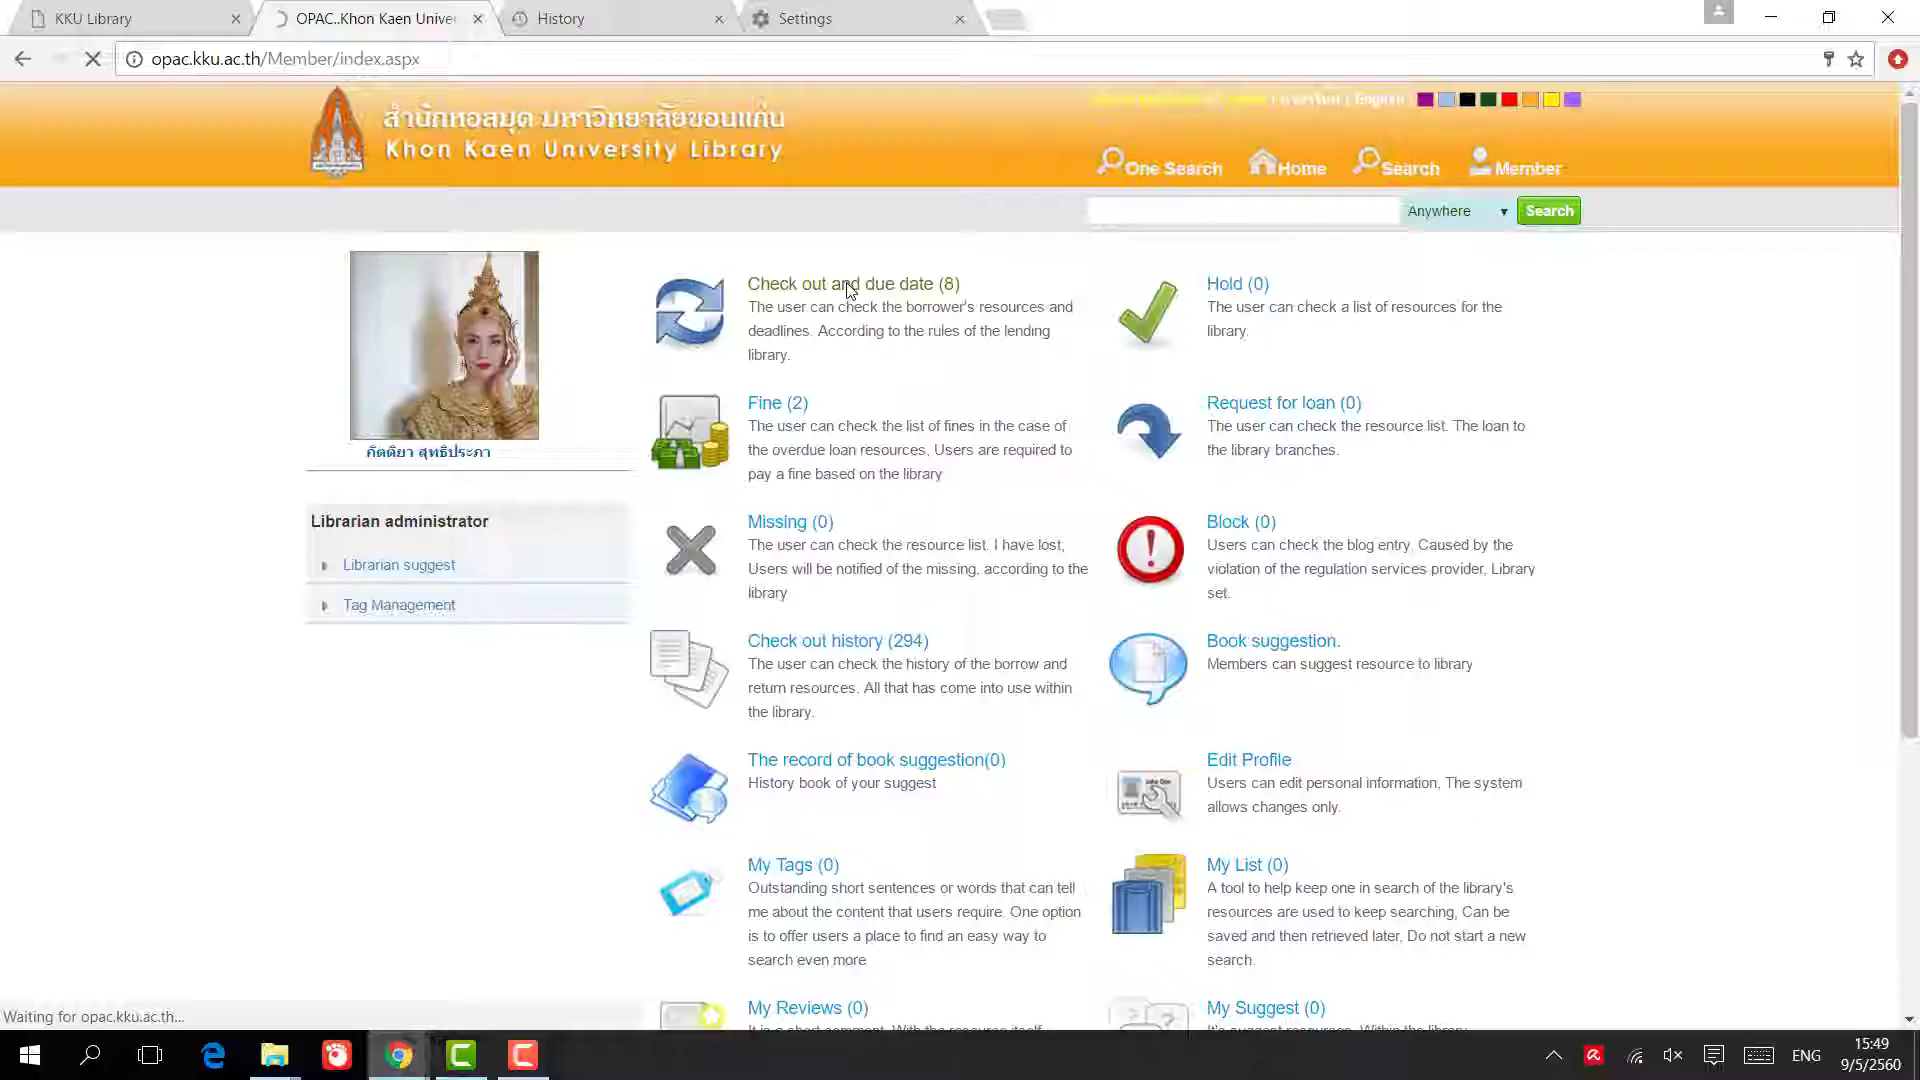 KKU Library
OPAC..Khon Kaen Unive
History
Settings
opac.kku.ac.th/Member/index.aspx
สำนักหอสมุด มหาวิทยาลัยขอนแก่น
Khon Kaen University Library
English
One Search
Home
Search
Member
Anywhere
Search
คิตติยา สุทธิประภา
Librarian administrator
Librarian suggest
Tag Management
Check out and due date (8)
The user can check the borrower's resources and
deadlines. According to the rules of the lending
library.
Hold (0)
The user can check a list of resources for the
library.
Fine (2)
The user can check the list of fines in the case of
the overdue loan resources, Users are required to
pay a fine based on the library
Request for loan (0)
The user can check the resource list. The loan to
the library branches.
Missing (0)
The user can check the resource list. I have lost,
Users will be notified of the missing, according to the
library
Block (0)
Users can check the blog entry, Caused by the
violation of the regulation services provider, Library
set.
Check out history (294)
The user can check the history of the borrow and
return resources. All that has come into use within
the library.
Book suggestion.
Members can suggest resource to library
The record of book suggestion(0)
History book of your suggest
Edit Profile
Users can edit personal information, The system
allows changes only.
My Tags (0)
Outstanding short sentences or words that can tell
me about the content that users require. One option
is to offer users a place to find an easy way to
search even more
My List (0)
A tool to help keep one in search of the library's
resources are used to keep searching, Can be
saved and then retrieved later, Do not start a new
search.
My Reviews (0)
It is a short comment. With the resource itself
My Suggest (0)
It's suggest resources. Within the library
Waiting for opac.kku.ac.th...
ENG
15:49
9/5/2560